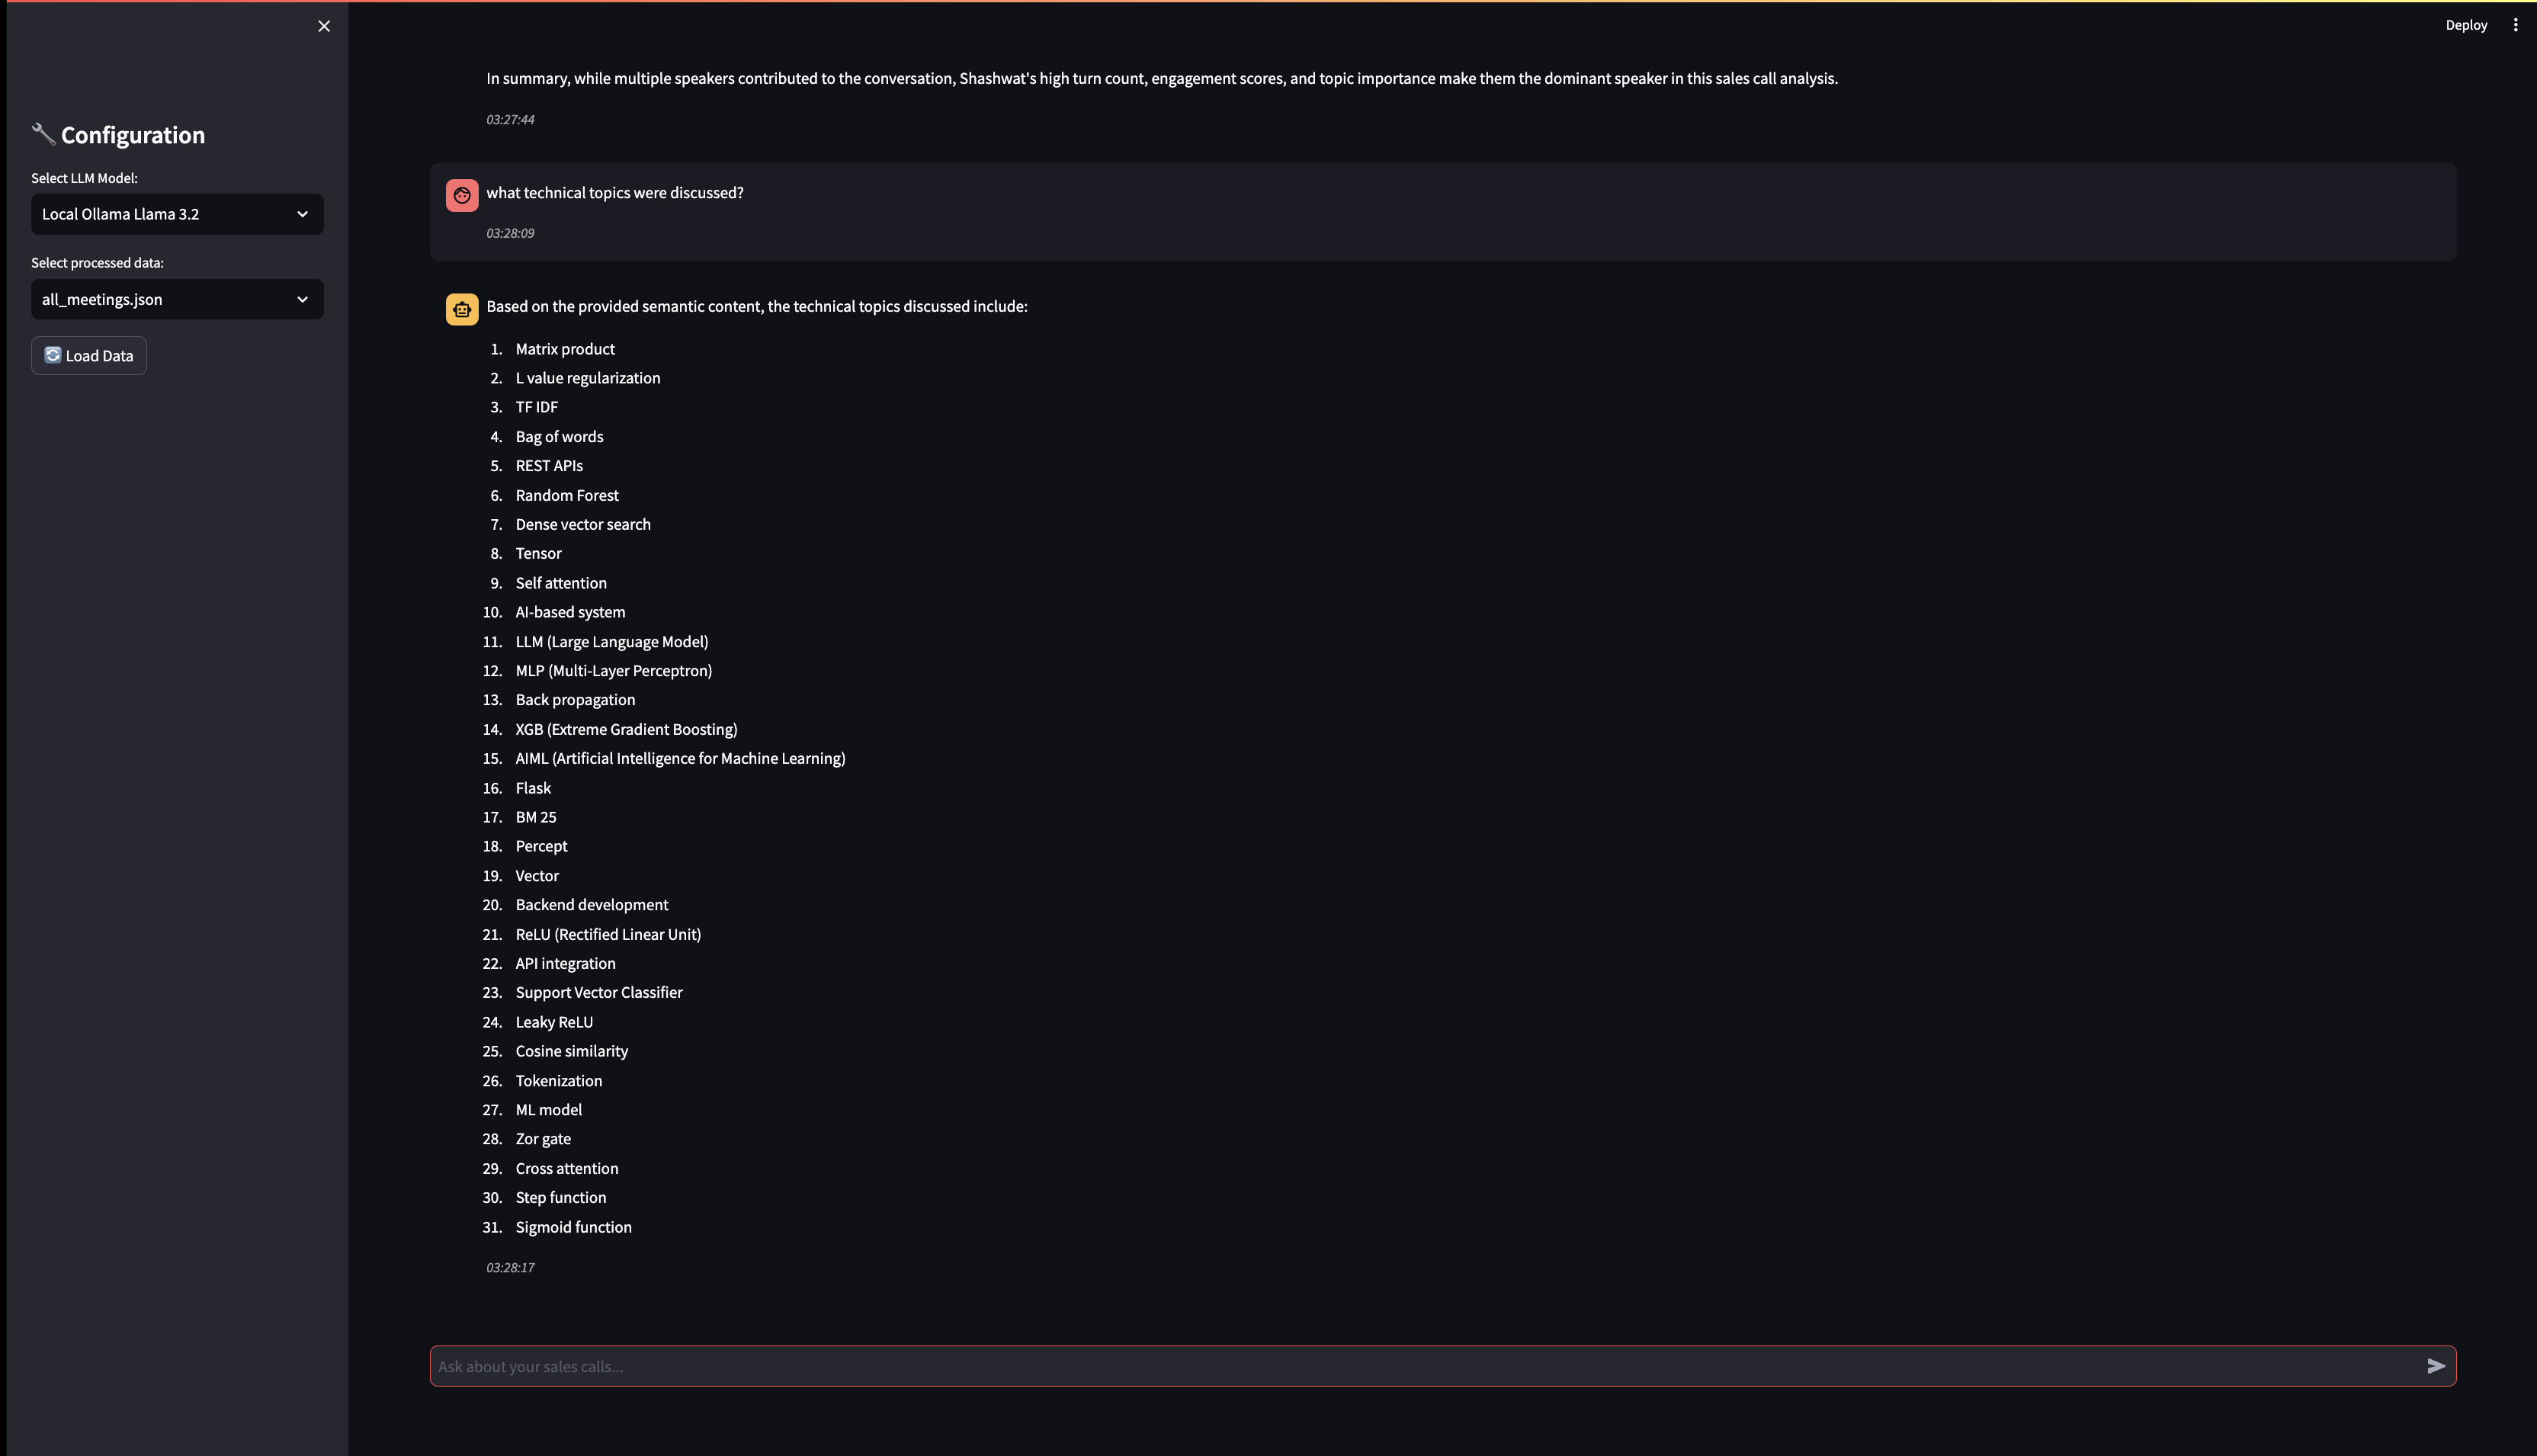 Deploy
🔧 Configuration
Select LLM Model:
Local Ollama Llama 3.2
Select processed data:
all_meetings.json
🔄 Load Data
In summary, while multiple speakers contributed to the conversation, Shashwat's high turn count, engagement scores, and topic importance make them the dominant speaker in this sales call analysis.
03:27:44
what technical topics were discussed?
03:28:09
Based on the provided semantic content, the technical topics discussed include:
1. Matrix product
2. L value regularization
3. TF IDF
4. Bag of words
5. REST APIs
6. Random Forest
7. Dense vector search
8. Tensor
9. Self attention
10. AI-based system
11. LLM (Large Language Model)
12. MLP (Multi-Layer Perceptron)
13. Back propagation
14. XGB (Extreme Gradient Boosting)
15. AIML (Artificial Intelligence for Machine Learning)
16. Flask
17. BM 25
18. Percept
19. Vector
20. Backend development
21. ReLU (Rectified Linear Unit)
22. API integration
23. Support Vector Classifier
24. Leaky ReLU
25. Cosine similarity
26. Tokenization
27. ML model
28. Zor gate
29. Cross attention
30. Step function
31. Sigmoid function
03:28:17
Ask about your sales calls...